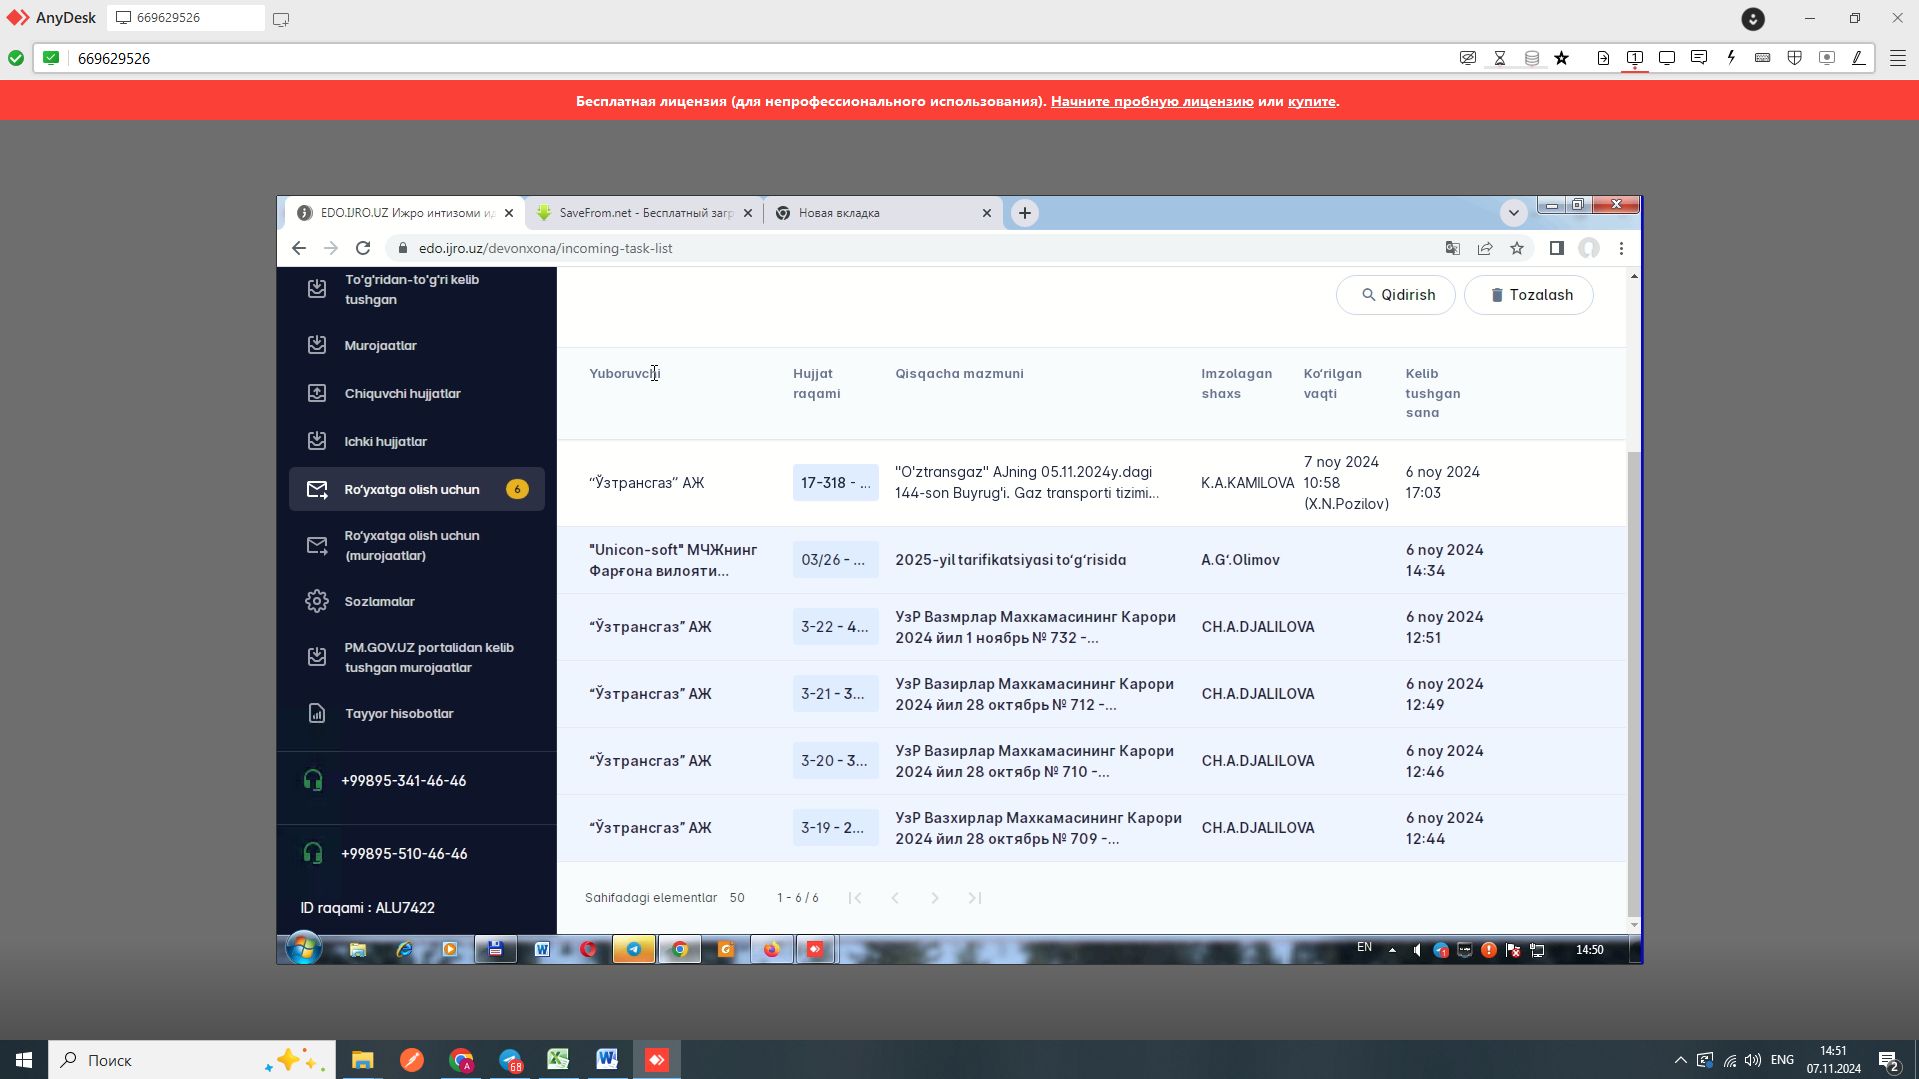 AnyDesk
669629526
669629526
Бесплатная лицензия (для непрофессионального использования). Начните пробную лицензию или купите.
EDO.IJRO.UZ Ижро интизоми и
SaveFrom.net - Бесплатный загр
Новая вкладка
edo.ijro.uz/devonxona/incoming-task-list
To‘g‘ridan-to‘g‘ri kelib
tushgan
Murojaatlar
Chiquvchi hujjatlar
Ichki hujjatlar
Ro‘yxatga olish uchun 6
Ro‘yxatga olish uchun
(murojaatlar)
Sozlamalar
PM.GOV.UZ portalidan kelib
tushgan murojaatlar
Tayyor hisobotlar
+99895-341-46-46
+99895-510-46-46
ID raqami : ALU7422
Qidirish
Tozalash
Yuboruvchi
Hujjat
raqami
Qisqacha mazmuni
Imzolagan
shaxs
Ko‘rilgan
vaqti
Kelib
tushgan
sana
“Ўзтрансгаз” АЖ
17-318 - ...
"O'ztransgaz" AJning 05.11.2024y.dagi
144-son Buyrug'i. Gaz transporti tizimi...
K.A.KAMILOVA
7 noy 2024
10:58
(X.N.Pozilov)
6 noy 2024
17:03
"Unicon-soft" МЧЖнинг
Фарғона вилояти...
03/26 - ...
2025-yil tarifikatsiyasi to‘g‘risida
A.G‘.Olimov
6 noy 2024
14:34
“Ўзтрансгаз” АЖ
3-22 - 4...
УзР Вазмрлар Махкамасининг Карори
2024 йил 1 ноябрь № 732 -...
CH.A.DJALILOVA
6 noy 2024
12:51
“Ўзтрансгаз” АЖ
3-21 - 3...
УзР Вазирлар Махкамасининг Карори
2024 йил 28 октябрь № 712 -...
CH.A.DJALILOVA
6 noy 2024
12:49
“Ўзтрансгаз” АЖ
3-20 - 3...
УзР Вазирлар Махкамасининг Карори
2024 йил 28 октябр № 710 -...
CH.A.DJALILOVA
6 noy 2024
12:46
“Ўзтрансгаз” АЖ
3-19 - 2...
УзР Вазхирлар Махкамасининг Карори
2024 йил 28 октябрь № 709 -...
CH.A.DJALILOVA
6 noy 2024
12:44
Sahifadagi elementlar 50 1 - 6 / 6
EN
14:50
Поиск
68
ENG
14:51
07.11.2024
2